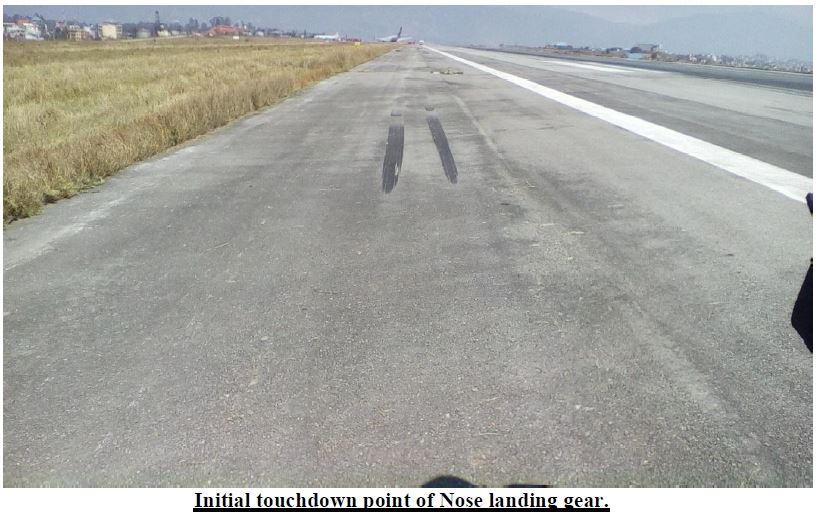 Initial touchdown point of Nose landing gear.